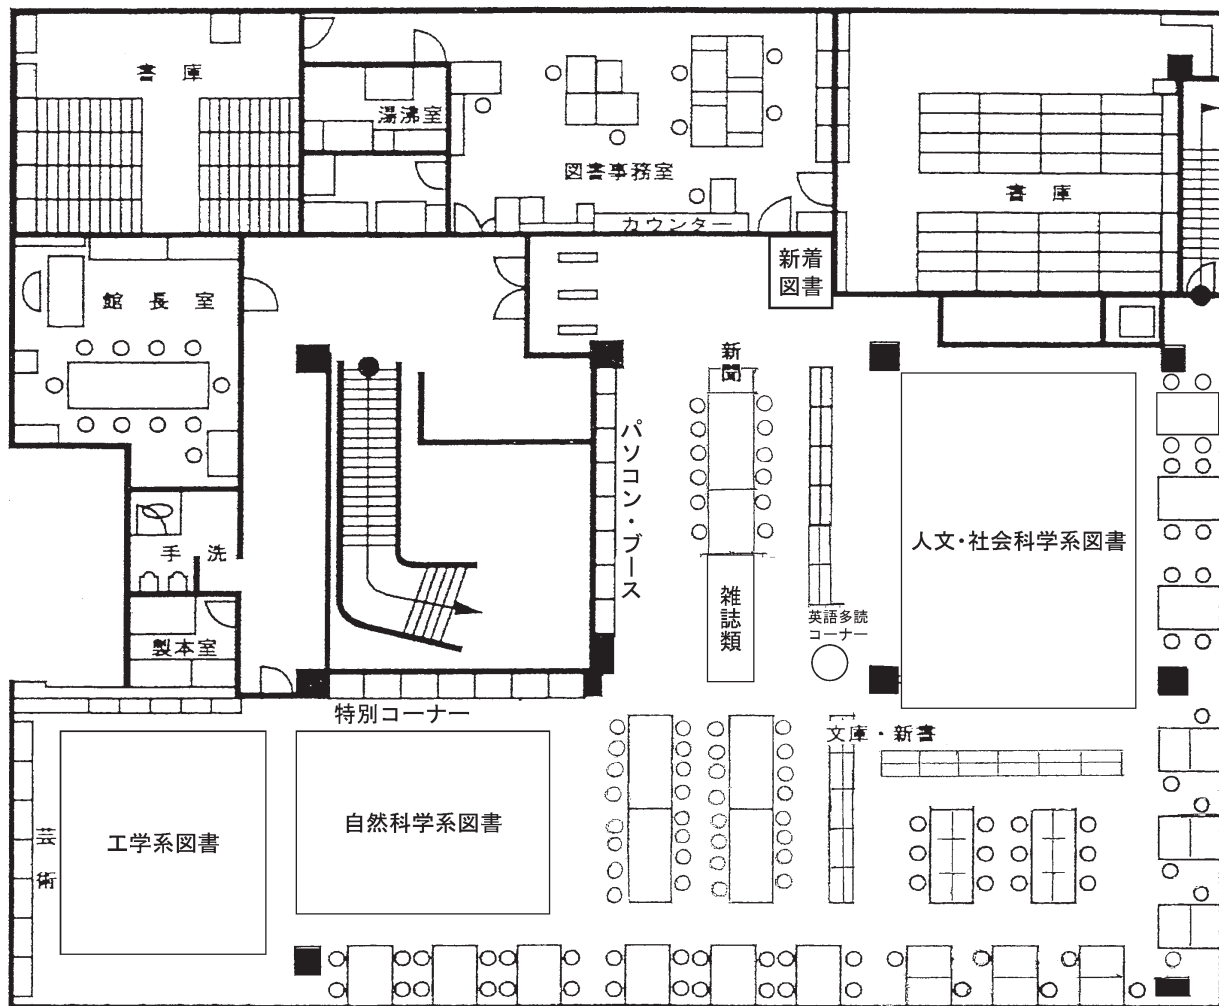 書庫
湯沸室
図書事務室
カウンター
書庫
新着
図書
館長室
新聞
パソコン・ブース
人文・社会科学系図書
手洗
雑誌類
英語多読
コーナー
製本室
特別コーナー
文庫・新書
芸術
工学系図書
自然科学系図書